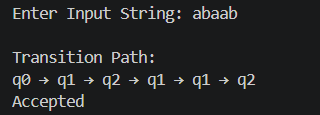 Enter Input String: abaab
Transition Path:
q0 → q1 → q2 → q1 → q1 → q2
Accepted